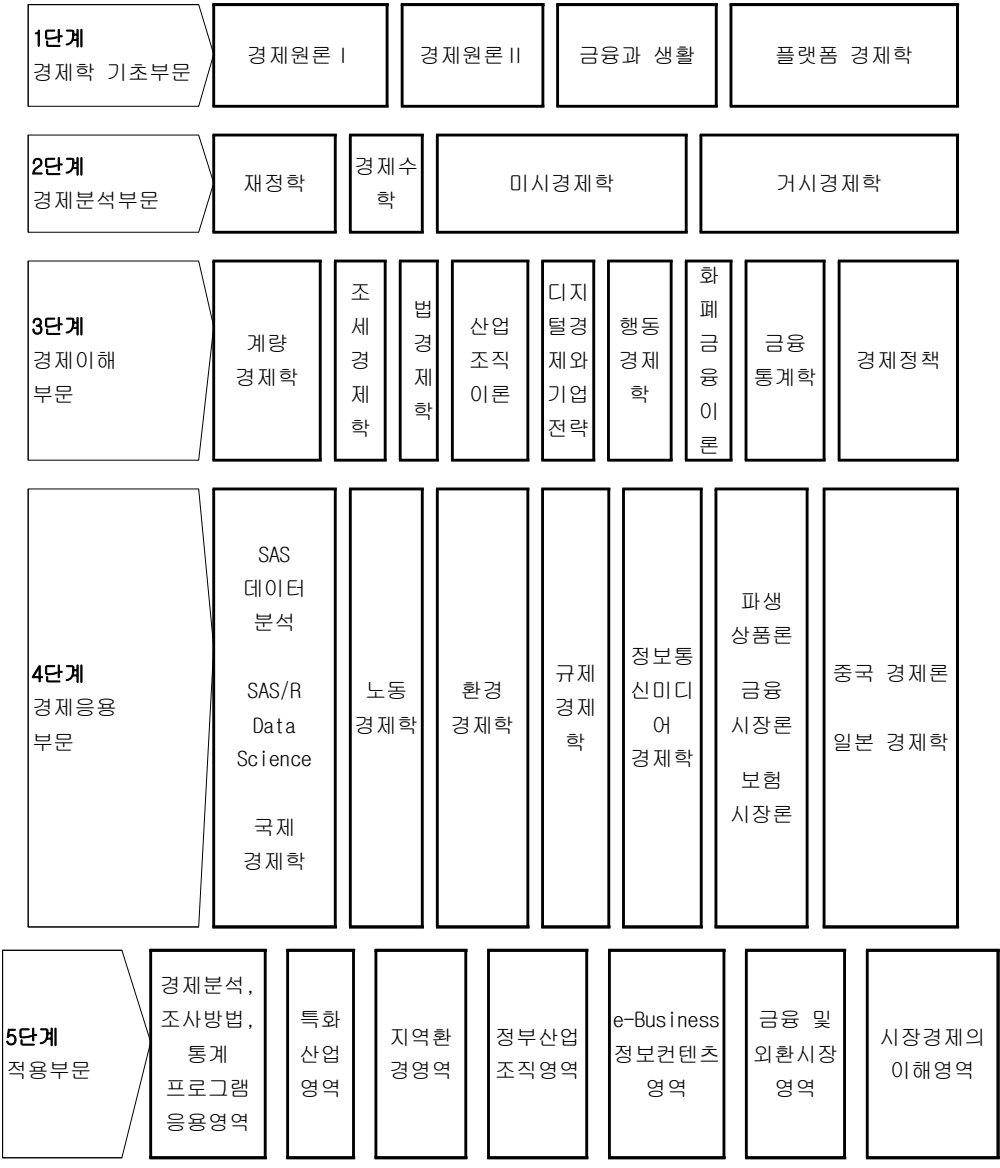 1단계
경제학 기초부문
경제원론Ⅰ
경제원론Ⅱ
금융과 생활
플랫폼 경제학
2단계
경제분석부문
재정학
경제수
학
미시경제학
거시경제학
3단계
경제이해
부문
계량
경제학
조
세
경
제
학
법
경
제
학
산업
조직
이론
디지
털경
제와
기업
전략
행동
경제
학
화
폐
금
융
이
론
금융
통계학
경제정책
4단계
경제응용
부문
SAS
데이터
분석
SAS/R
Data
Science
국제
경제학
노동
경제학
환경
경제학
규제
경제
학
정보통
신미디
어
경제학
파생
상품론
금융
시장론
보험
시장론
중국 경제론
일본 경제학
5단계
적용부문
경제분석,
조사방법,
통계
프로그램
응용영역
특화
산업
영역
지역환
경영역
정부산업
조직영역
e-Business
정보컨텐츠
영역
금융 및
외환시장
영역
시장경제의
이해영역